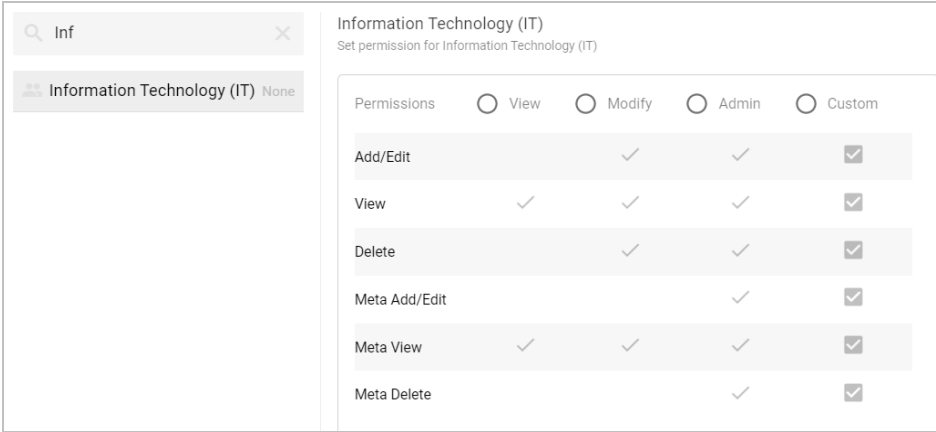 Inf
Information Technology (IT) None
Information Technology (IT)
Set permission for Information Technology (IT)
Permissions View Modify Admin Custom
Add/Edit
View
Delete
Meta Add/Edit
Meta View
Meta Delete